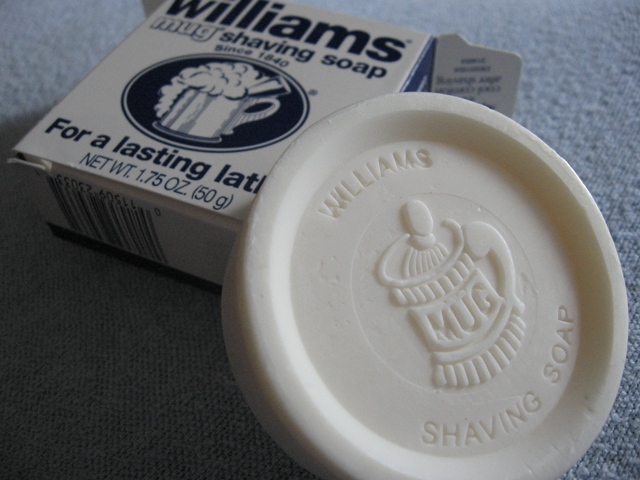 williams®
mug shaving soap
Since 1840
®
For a lasting lath
NET WT. 1.75 OZ. (50 g)
WILLIAMS
MUG
SHAVING SOAP